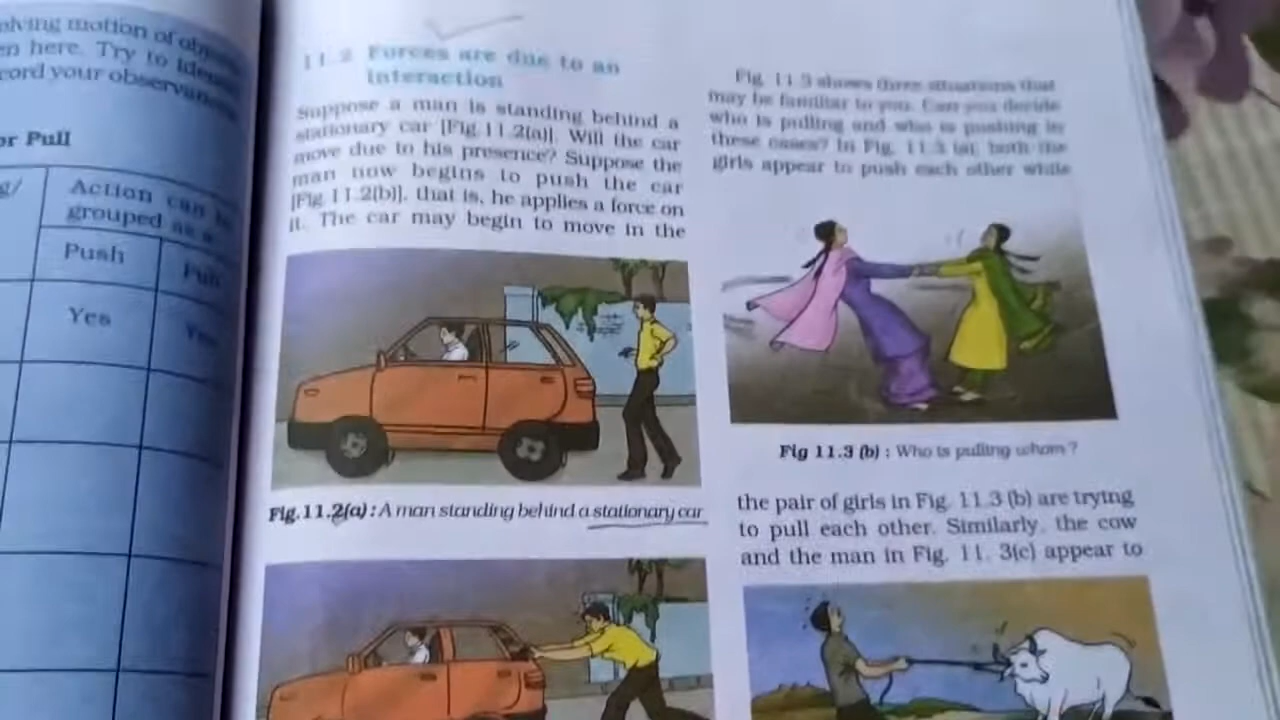 olving motion of
en here. Try to
cord your
or Pull
g/
Action can
grouped as a
Push
Pull
Yes
Yes
11.2 Forces are due to an
interaction
Suppose a man is standing behind a
stationary car [Fig.11.2(a)]. Will the car
move due to his presence? Suppose the
man now begins to push the car
[Fig.11.2(b)], that is, he applies a force on
it. The car may begin to move in the
Fig.11.2(a) : A man standing behind a stationary car
Fig. 11.3 shows three situations that
may be familiar to you. Can you decide
who is pulling and who is pushing in
these cases? In Fig. 11.3 (a), both the
girls appear to push each other while
Fig 11.3 (b) : Who is pulling whom?
the pair of girls in Fig. 11.3 (b) are trying
to pull each other. Similarly, the cow
and the man in Fig. 11. 3(c) appear to